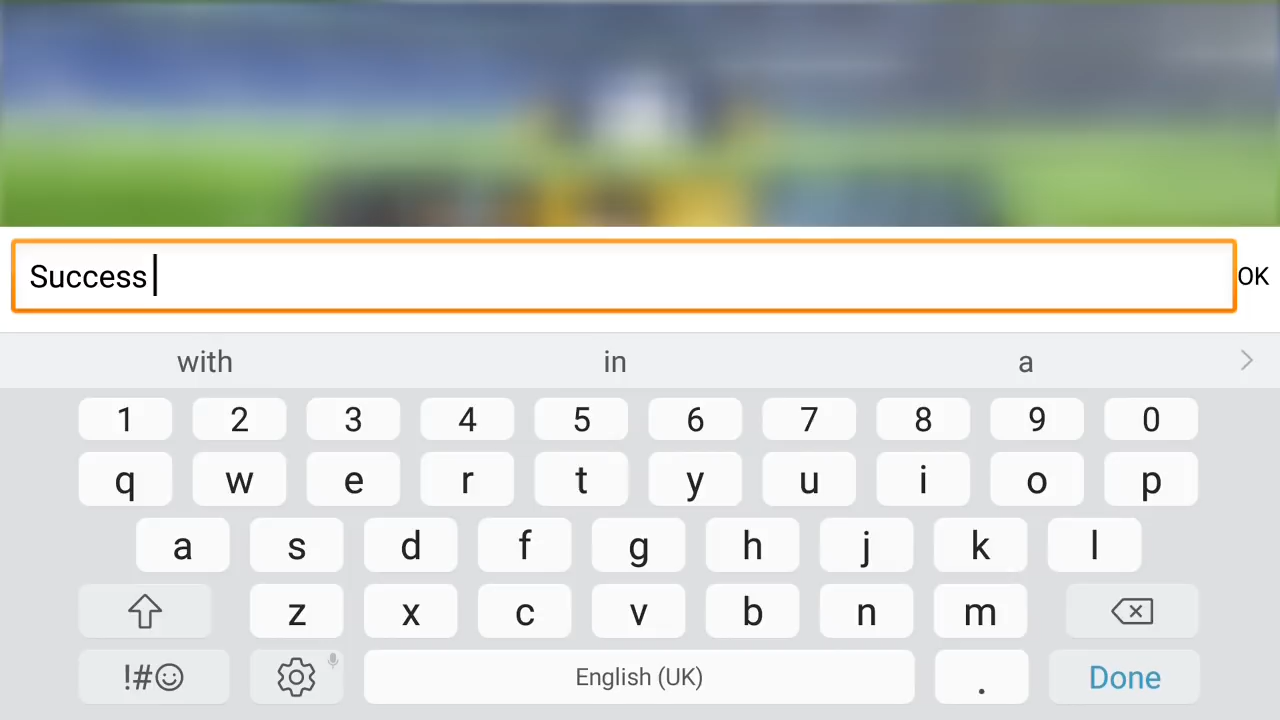 Success
OK
with in a
1 2 3 4 5 6 7 8 9 0
q w e r t y u i o p
a s d f g h j k l
z x c v b n m
!# English (UK) . Done